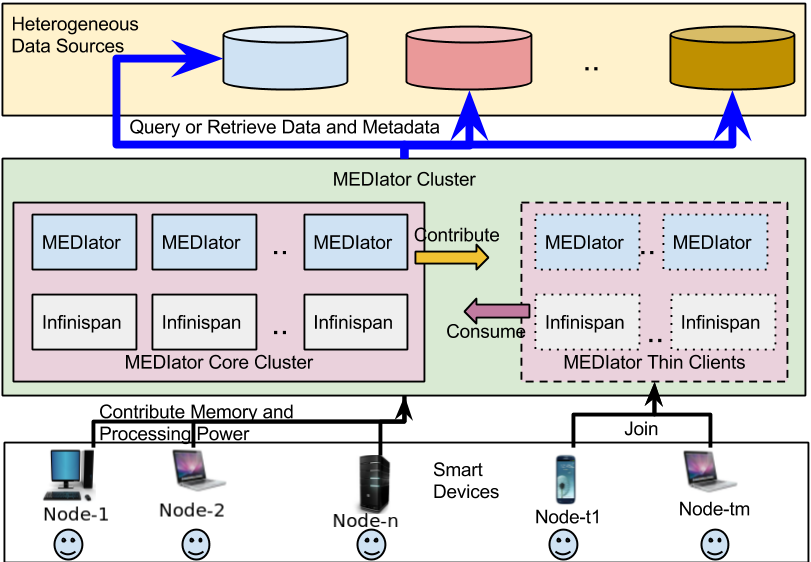 Heterogeneous
Data Sources
..
Query or Retrieve Data and Metadata
MEDIator Cluster
MEDIator MEDIator .. MEDIator
Contribute
MEDIator .. MEDIator
Infinispan Infinispan .. Infinispan
Consume
Infinispan .. Infinispan
MEDIator Core Cluster
MEDIator Thin Clients
Contribute Memory and
Processing Power
Join
Smart
Devices
Node-1
Node-2
Node-n
Node-t1
Node-tm